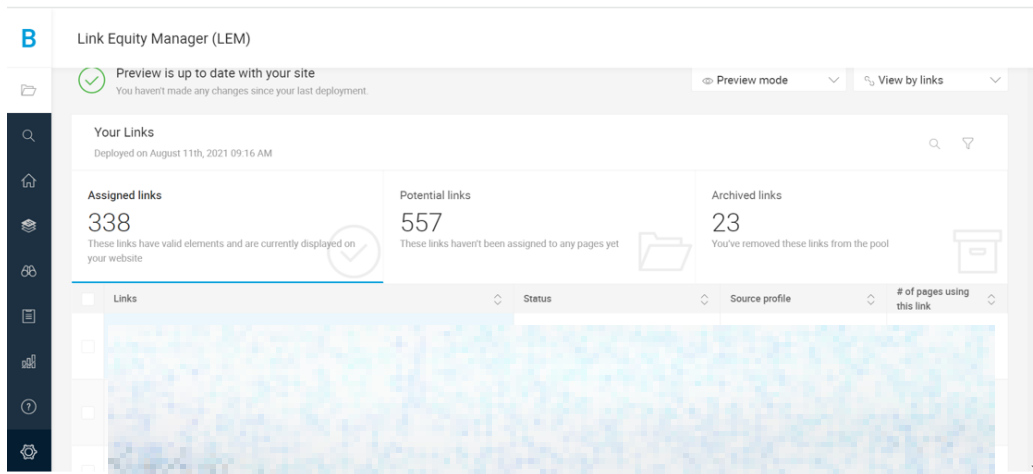 B
Link Equity Manager (LEM)
Preview is up to date with your site
You haven't made any changes since your last deployment.
Preview mode
View by links
Your Links
Deployed on August 11th, 2021 09:16 AM
Assigned links
338
These links have valid elements and are currently displayed on
your website
Potential links
557
These links haven't been assigned to any pages yet
Archived links
23
You've removed these links from the pool
Links
Status
Source profile
# of pages using
this link
?